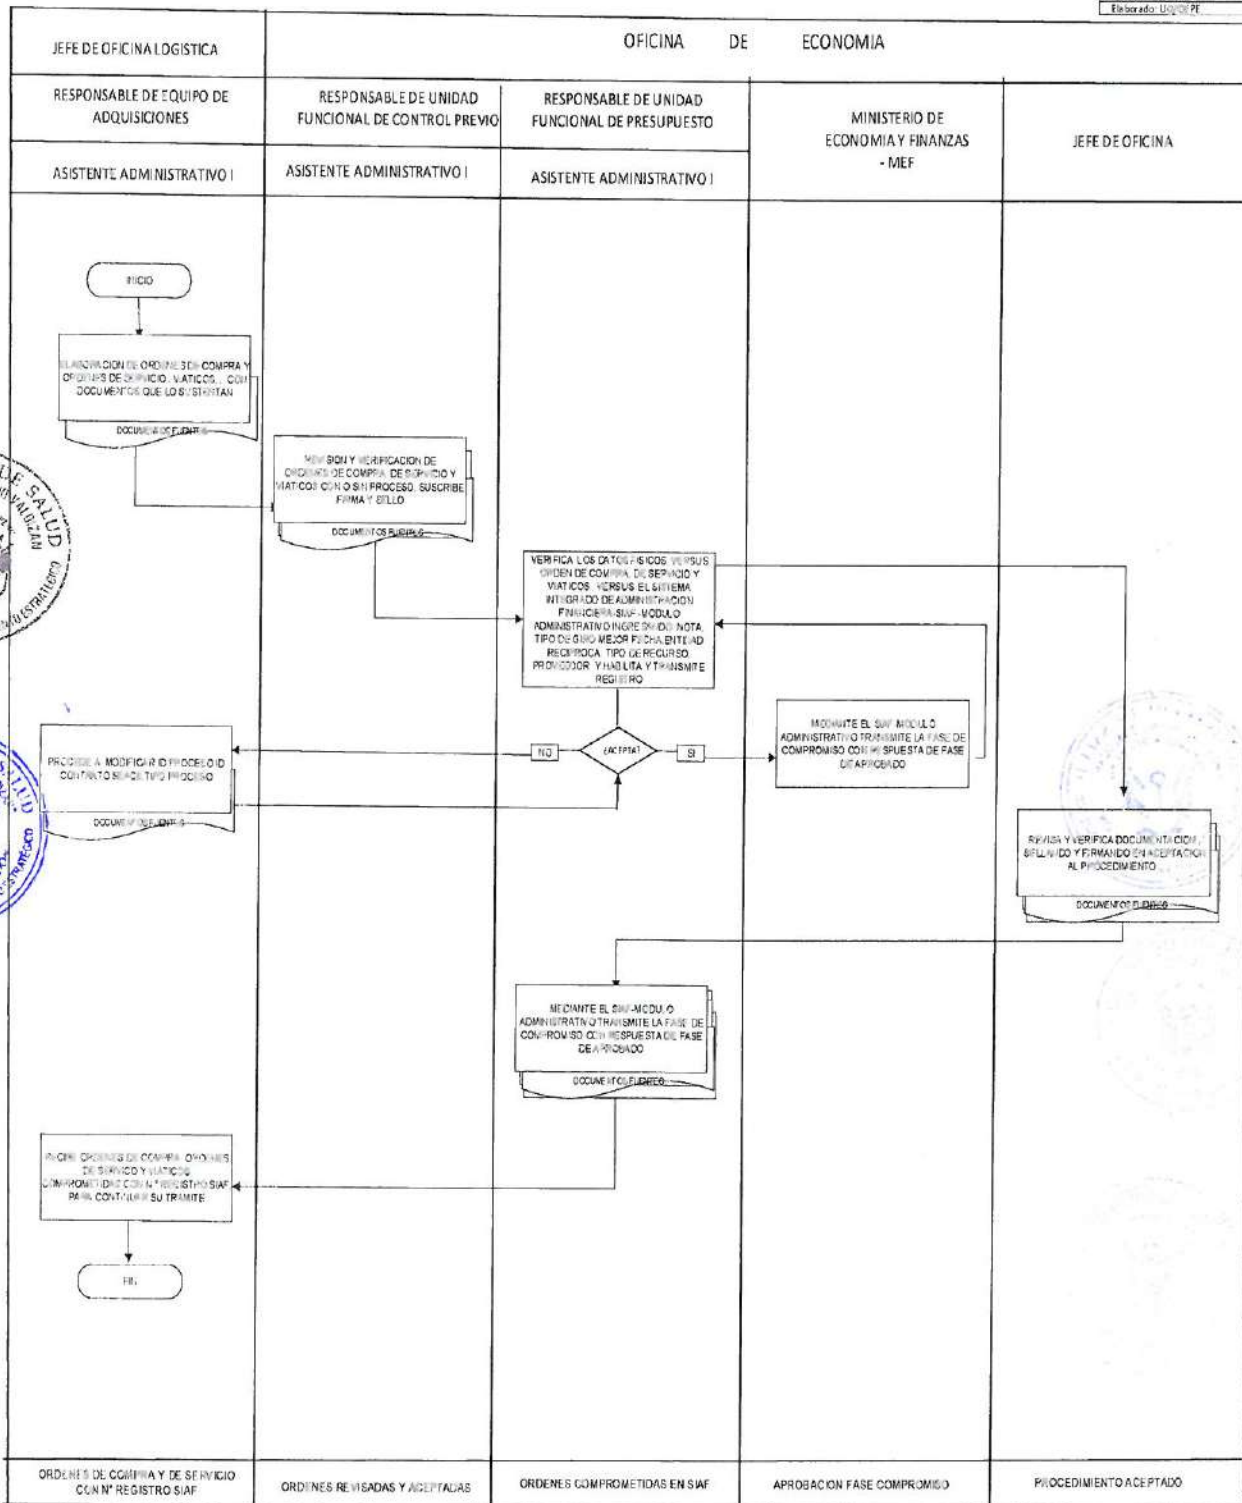 Elaborado:
JEFE DE OFICINA LOGISTICA
OFICINA DE ECONOMIA
RESPONSABLE DE EQUIPO DE
ADQUISICIONES
RESPONSABLE DE UNIDAD
FUNCIONAL DE CONTROL PREVIO
RESPONSABLE DE UNIDAD
FUNCIONAL DE PRESUPUESTO
MINISTERIO DE
ECONOMIA Y FINANZAS
- MEF
JEFE DE OFICINA
ASISTENTE ADMINISTRATIVO I
ASISTENTE ADMINISTRATIVO I
ASISTENTE ADMINISTRATIVO I
INICIO
ELABORACION DE ORDENES DE COMPRA Y
ORDENES DE SERVICIO, VIATICOS... CON
DOCUMENTOS QUE LO SUSTENTAN
DOCUMENTOS FUENTES
REVISION Y VERIFICACION DE
ORDENES DE COMPRA, DE SERVICIO Y
VIATICOS CON O SIN PROCESO, SUSCRIBE
FIRMA Y SELLO
DOCUMENTOS FUENTES
VERIFICA LOS DATOS FISICOS VERSUS
ORDEN DE COMPRA, DE SERVICIO Y
VIATICOS, VERSUS EL SISTEMA
INTEGRADO DE ADMINISTRACION
FINANCIERA-SIAF-MODULO
ADMINISTRATIVO INGRESANDO: NOTA,
TIPO DE GIRO MEJOR FECHA, ENTIDAD
RECIPROCA, TIPO DE RECURSO,
PROVEEDOR Y HABILITA Y TRANSMITE
REGISTRO
NO
¿ACEPTA?
SI
PROCEDE A MODIFICAR ID PROCESO ID
CONTRATO SEACE TIPO PROCESO
DOCUMENTOS FUENTES
MEDIANTE EL SIAF MODULO
ADMINISTRATIVO TRANSMITE LA FASE DE
COMPROMISO CON RESPUESTA DE FASE
DE APROBADO
REVISA Y VERIFICA DOCUMENTACION,
SELLANDO Y FIRMANDO EN ACEPTACION
AL PROCEDIMIENTO
DOCUMENTOS FUENTES
MEDIANTE EL SIAF-MODULO
ADMINISTRATIVO TRANSMITE LA FASE DE
COMPROMISO CON RESPUESTA DE FASE
DE APROBADO
DOCUMENTOS FUENTES
RECIBE ORDENES DE COMPRA, ORDENES
DE SERVICO Y VIATICOS
COMPROMETIDAS CON N° REGISTRO SIAF
PARA CONTINUAR SU TRAMITE
FIN
DE SALUD
VALDIZAN
ESTRATEGICO
ORDENES DE COMPRA Y DE SERVICIO
CON N° REGISTRO SIAF
ORDENES REVISADAS Y ACEPTADAS
ORDENES COMPROMETIDAS EN SIAF
APROBACION FASE COMPROMISO
PROCEDIMIENTO ACEPTADO